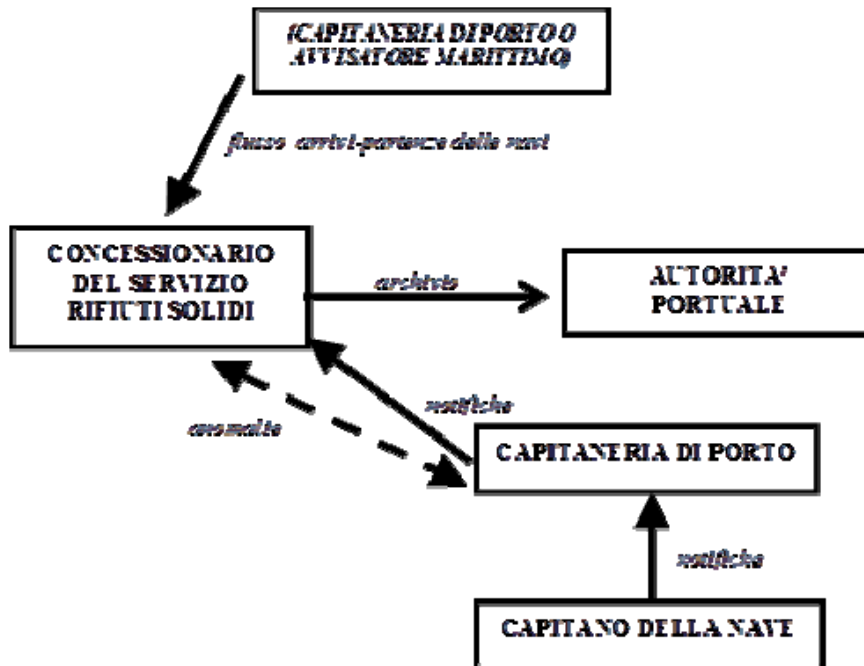 (CAPITANERIA DI PORTO O
AVVISATORE MARITTIMO)
flusso arrivi-partenze delle navi
CONCESSIONARIO
DEL SERVIZIO
RIFIUTI SOLIDI
archivio
AUTORITA'
PORTUALE
notifiche
anomalie
CAPITANERIA DI PORTO
notifiche
CAPITANO DELLA NAVE